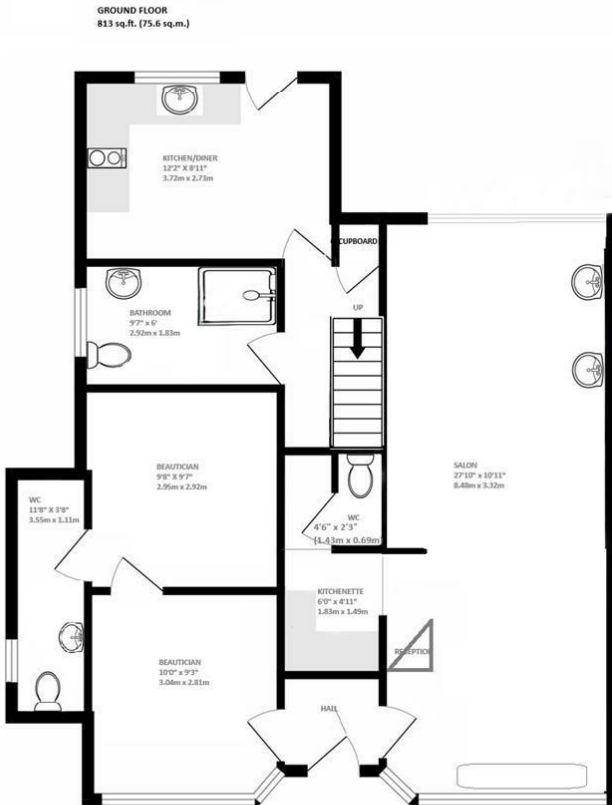 GROUND FLOOR
813 sq.ft. (75.6 sq.m.)
KITCHEN/DINER
12'2" X 8'11"
3.72m x 2.73m
CUPBOARD
BATHROOM
9'7" x 6'
2.92m x 1.83m
UP
BEAUTICIAN
9'8" X 9'7"
2.95m x 2.92m
SALON
27'10" x 10'11"
8.48m x 3.32m
WC
11'8" X 3'8"
3.55m x 1.11m
WC
4'6" x 2'3"
(1.43m x 0.69m)
KITCHENETTE
6'0" x 4'11"
1.83m x 1.49m
RECEPTION
BEAUTICIAN
10'0" x 9'3"
3.04m x 2.81m
HALL